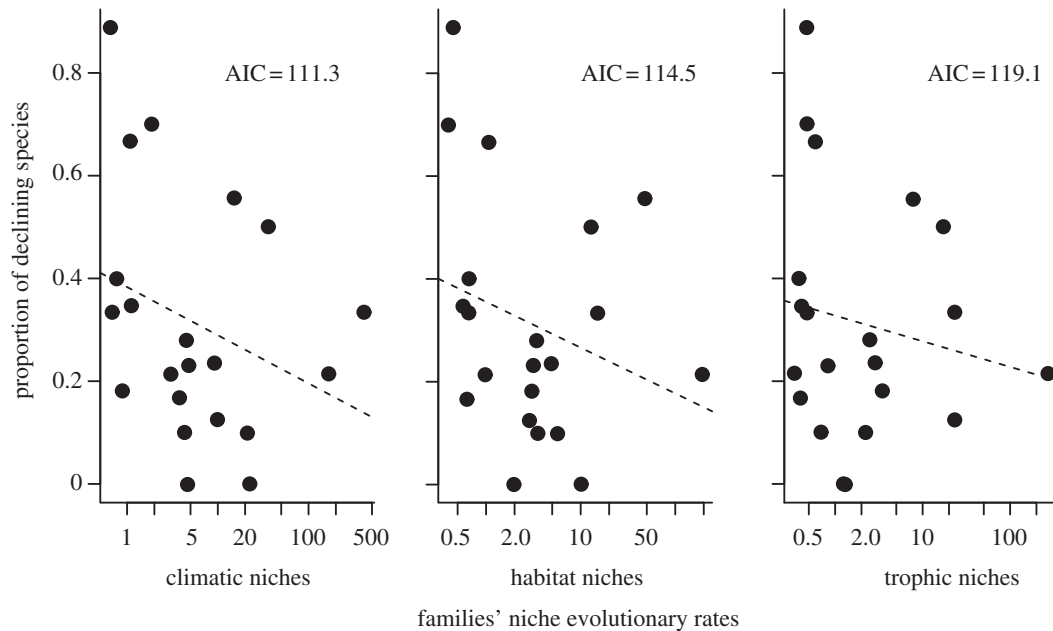 AIC = 111.3
AIC = 114.5
AIC = 119.1
proportion of declining species
0.8
0.6
0.4
0.2
0
1 5 20 100 500
0.5 2.0 10 50
0.5 2.0 10 100
climatic niches
habitat niches
trophic niches
families’ niche evolutionary rates